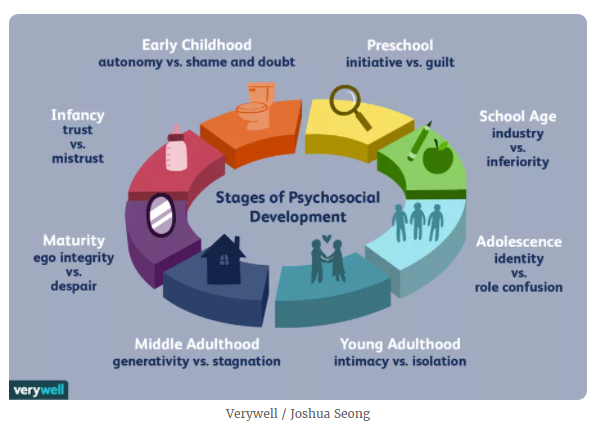 Early Childhood
autonomy vs. shame and doubt
Preschool
initiative vs. guilt
Infancy
trust
vs.
mistrust
School Age
industry
vs.
inferiority
Stages of Psychosocial
Development
Maturity
ego integrity
vs.
despair
Adolescence
identity
vs.
role confusion
Middle Adulthood
generativity vs. stagnation
Young Adulthood
intimacy vs. isolation
verywell
Verywell / Joshua Seong